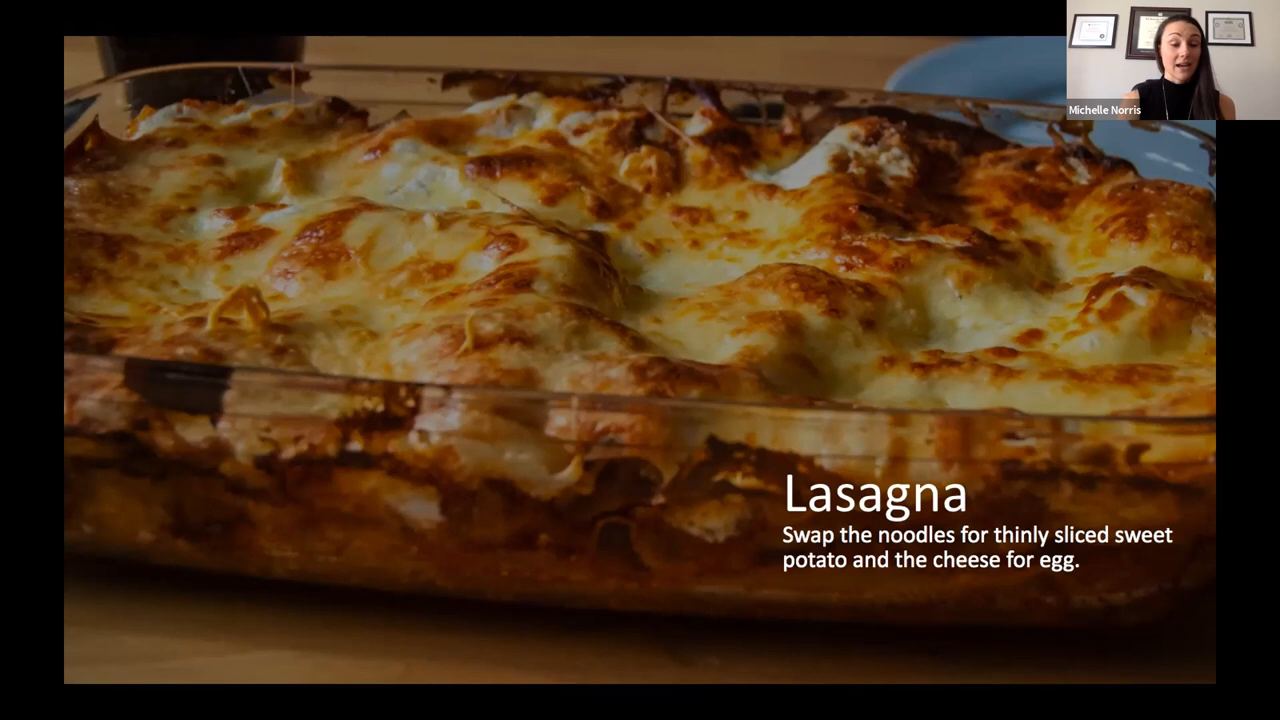 Michelle Norris
Lasagna
Swap the noodles for thinly sliced sweet
potato and the cheese for egg.